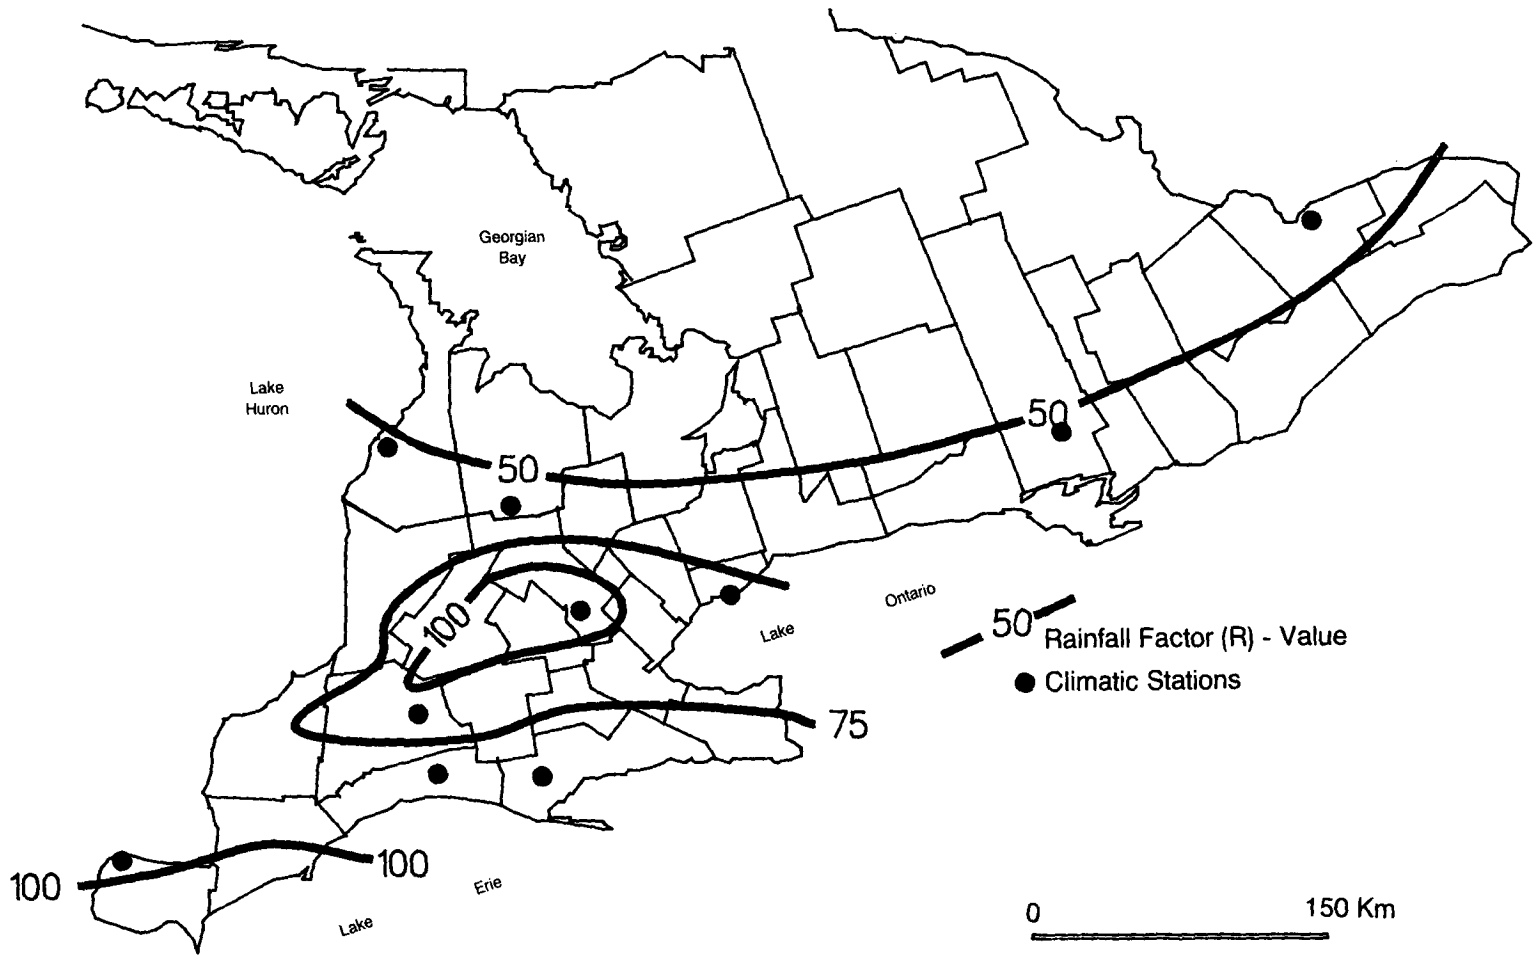 Georgian
Bay
Lake
Huron
50
50
100
Lake
Ontario
50
Rainfall Factor (R) - Value
Climatic Stations
75
100
100
Lake
Erie
0
150 Km